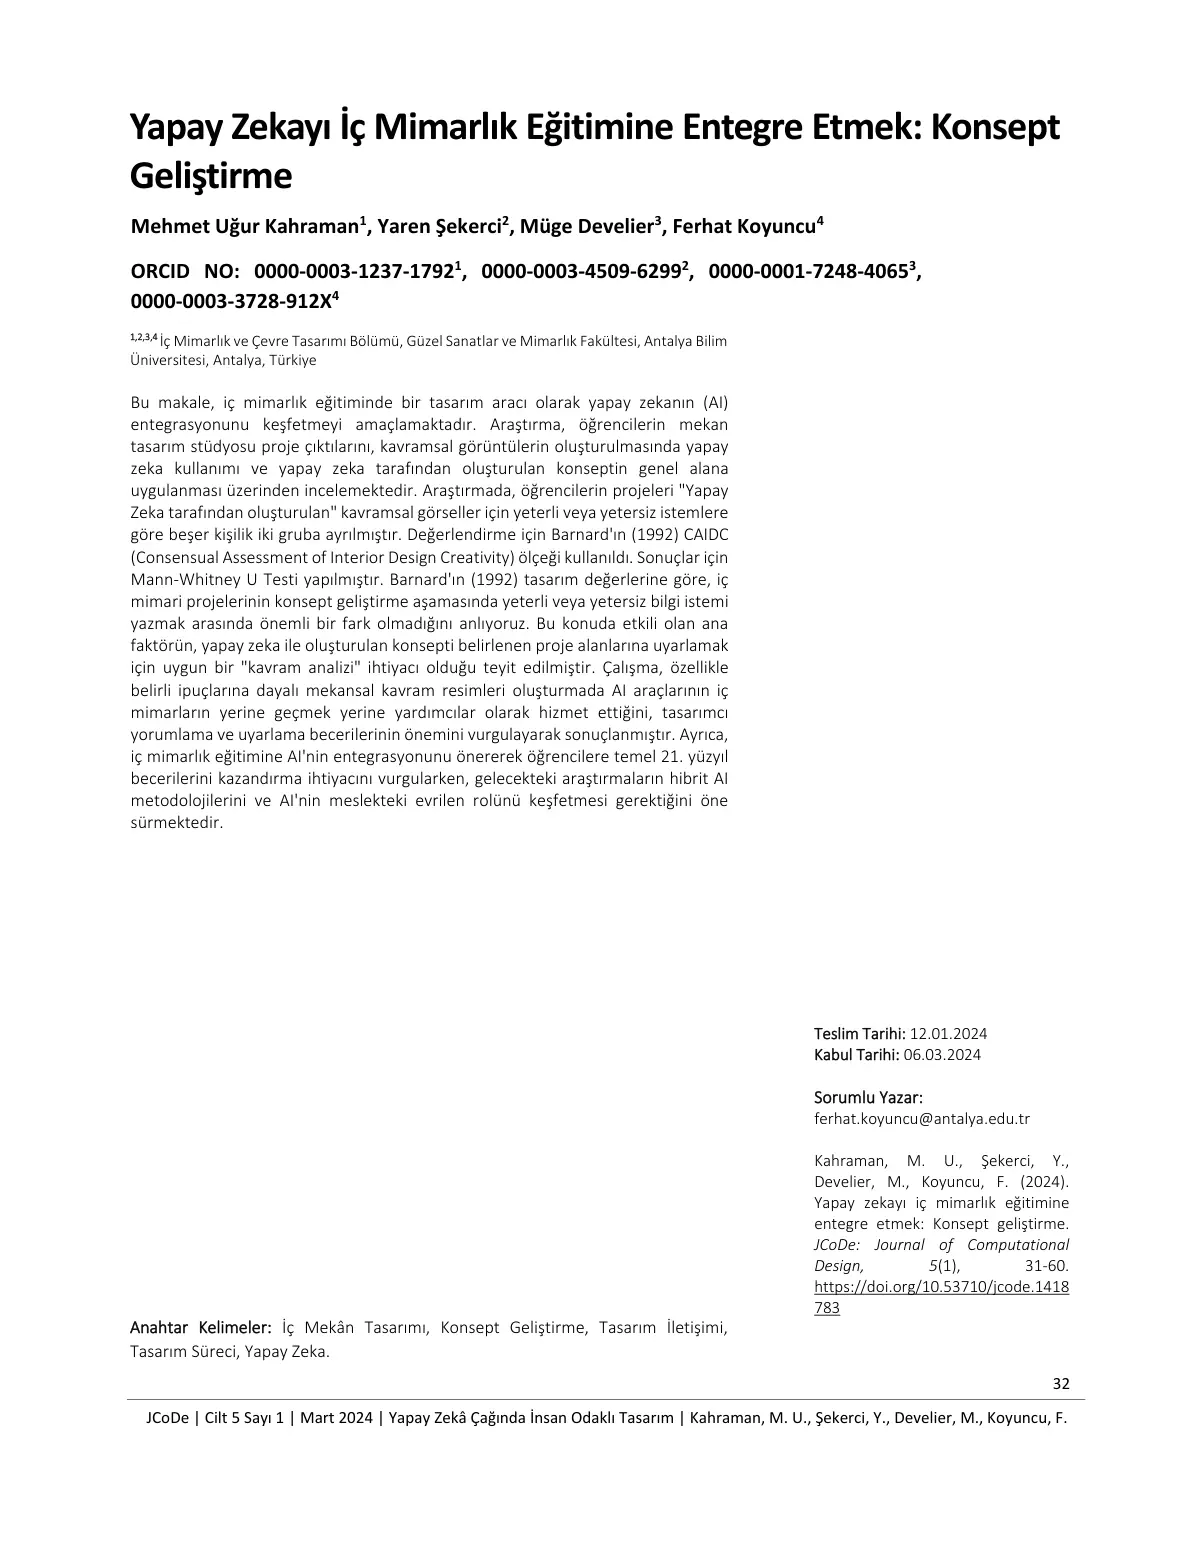 Yapay Zekayı İç Mimarlık Eğitimine Entegre Etmek: Konsept
Geliştirme
Mehmet Uğur Kahraman1, Yaren Şekerci2, Müge Develier3, Ferhat Koyuncu4
ORCID NO: 0000-0003-1237-17921, 0000-0003-4509-62992, 0000-0001-7248-40653,
0000-0003-3728-912X4
1,2,3,4 İç Mimarlık ve Çevre Tasarımı Bölümü, Güzel Sanatlar ve Mimarlık Fakültesi, Antalya Bilim
Üniversitesi, Antalya, Türkiye
Bu makale, iç mimarlık eğitiminde bir tasarım aracı olarak yapay zekanın (AI)
entegrasyonunu keşfetmeyi amaçlamaktadır. Araştırma, öğrencilerin mekan
tasarım stüdyosu proje çıktılarını, kavramsal görüntülerin oluşturulmasında yapay
zeka kullanımı ve yapay zeka tarafından oluşturulan konseptin genel alana
uygulanması üzerinden incelemektedir. Araştırmada, öğrencilerin projeleri "Yapay
Zeka tarafından oluşturulan" kavramsal görseller için yeterli veya yetersiz istemlere
göre beşer kişilik iki gruba ayrılmıştır. Değerlendirme için Barnard'ın (1992) CAIDC
(Consensual Assessment of Interior Design Creativity) ölçeği kullanıldı. Sonuçlar için
Mann-Whitney U Testi yapılmıştır. Barnard'ın (1992) tasarım değerlerine göre, iç
mimari projelerinin konsept geliştirme aşamasında yeterli veya yetersiz bilgi istemi
yazmak arasında önemli bir fark olmadığını anlıyoruz. Bu konuda etkili olan ana
faktörün, yapay zeka ile oluşturulan konsepti belirlenen proje alanlarına uyarlamak
için uygun bir "kavram analizi" ihtiyacı olduğu teyit edilmiştir. Çalışma, özellikle
belirli ipuçlarına dayalı mekansal kavram resimleri oluşturmada AI araçlarının iç
mimarların yerine geçmek yerine yardımcılar olarak hizmet ettiğini, tasarımcı
yorumlama ve uyarlama becerilerinin önemini vurgulayarak sonuçlanmıştır. Ayrıca,
iç mimarlık eğitimine AI'nin entegrasyonunu önererek öğrencilere temel 21. yüzyıl
becerilerini kazandırma ihtiyacını vurgularken, gelecekteki araştırmaların hibrit AI
metodolojilerini ve AI'nin meslekteki evrilen rolünü keşfetmesi gerektiğini öne
sürmektedir.
Teslim Tarihi: 12.01.2024
Kabul Tarihi: 06.03.2024
Sorumlu Yazar:
ferhat.koyuncu@antalya.edu.tr
Kahraman, M. U., Şekerci, Y.,
Develier, M., Koyuncu, F. (2024).
Yapay zekayı iç mimarlık eğitimine
entegre etmek: Konsept geliştirme.
JCoDe: Journal of Computational
Design, 5(1), 31-60.
https://doi.org/10.53710/jcode.1418
783
Anahtar Kelimeler: İç Mekân Tasarımı, Konsept Geliştirme, Tasarım İletişimi,
Tasarım Süreci, Yapay Zeka.
32
JCoDe | Cilt 5 Sayı 1 | Mart 2024 | Yapay Zekâ Çağında İnsan Odaklı Tasarım | Kahraman, M. U., Şekerci, Y., Develier, M., Koyuncu, F.